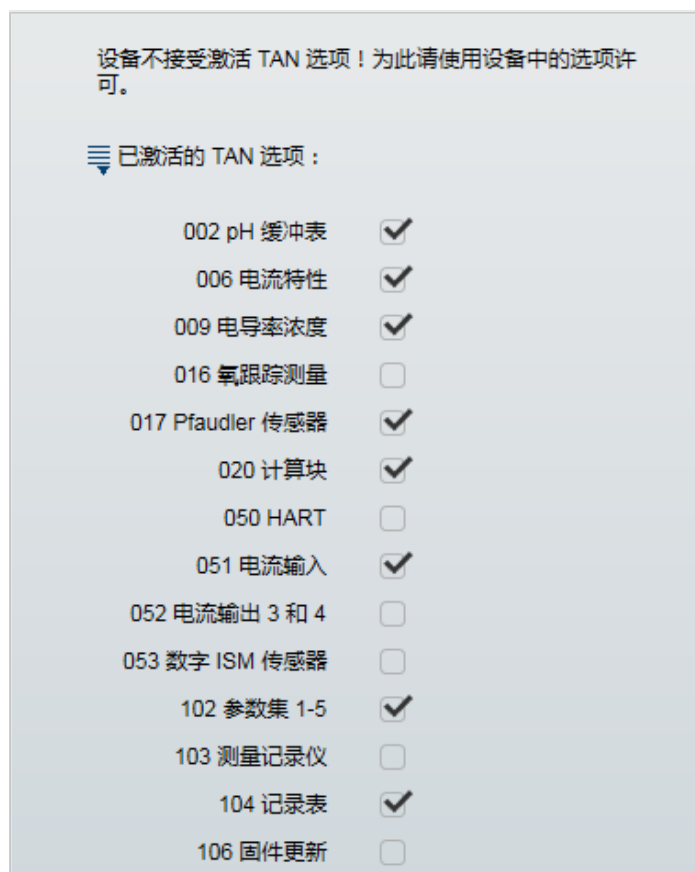 设备不接受激活 TAN 选项！为此请使用设备中的选项许
可。
已激活的 TAN 选项：
002 pH 缓冲表
006 电流特性
009 电导率浓度
016 氧跟踪测量
017 Pfaudler 传感器
020 计算块
050 HART
051 电流输入
052 电流输出 3 和 4
053 数字 ISM 传感器
102 参数集 1-5
103 测量记录仪
104 记录表
106 固件更新